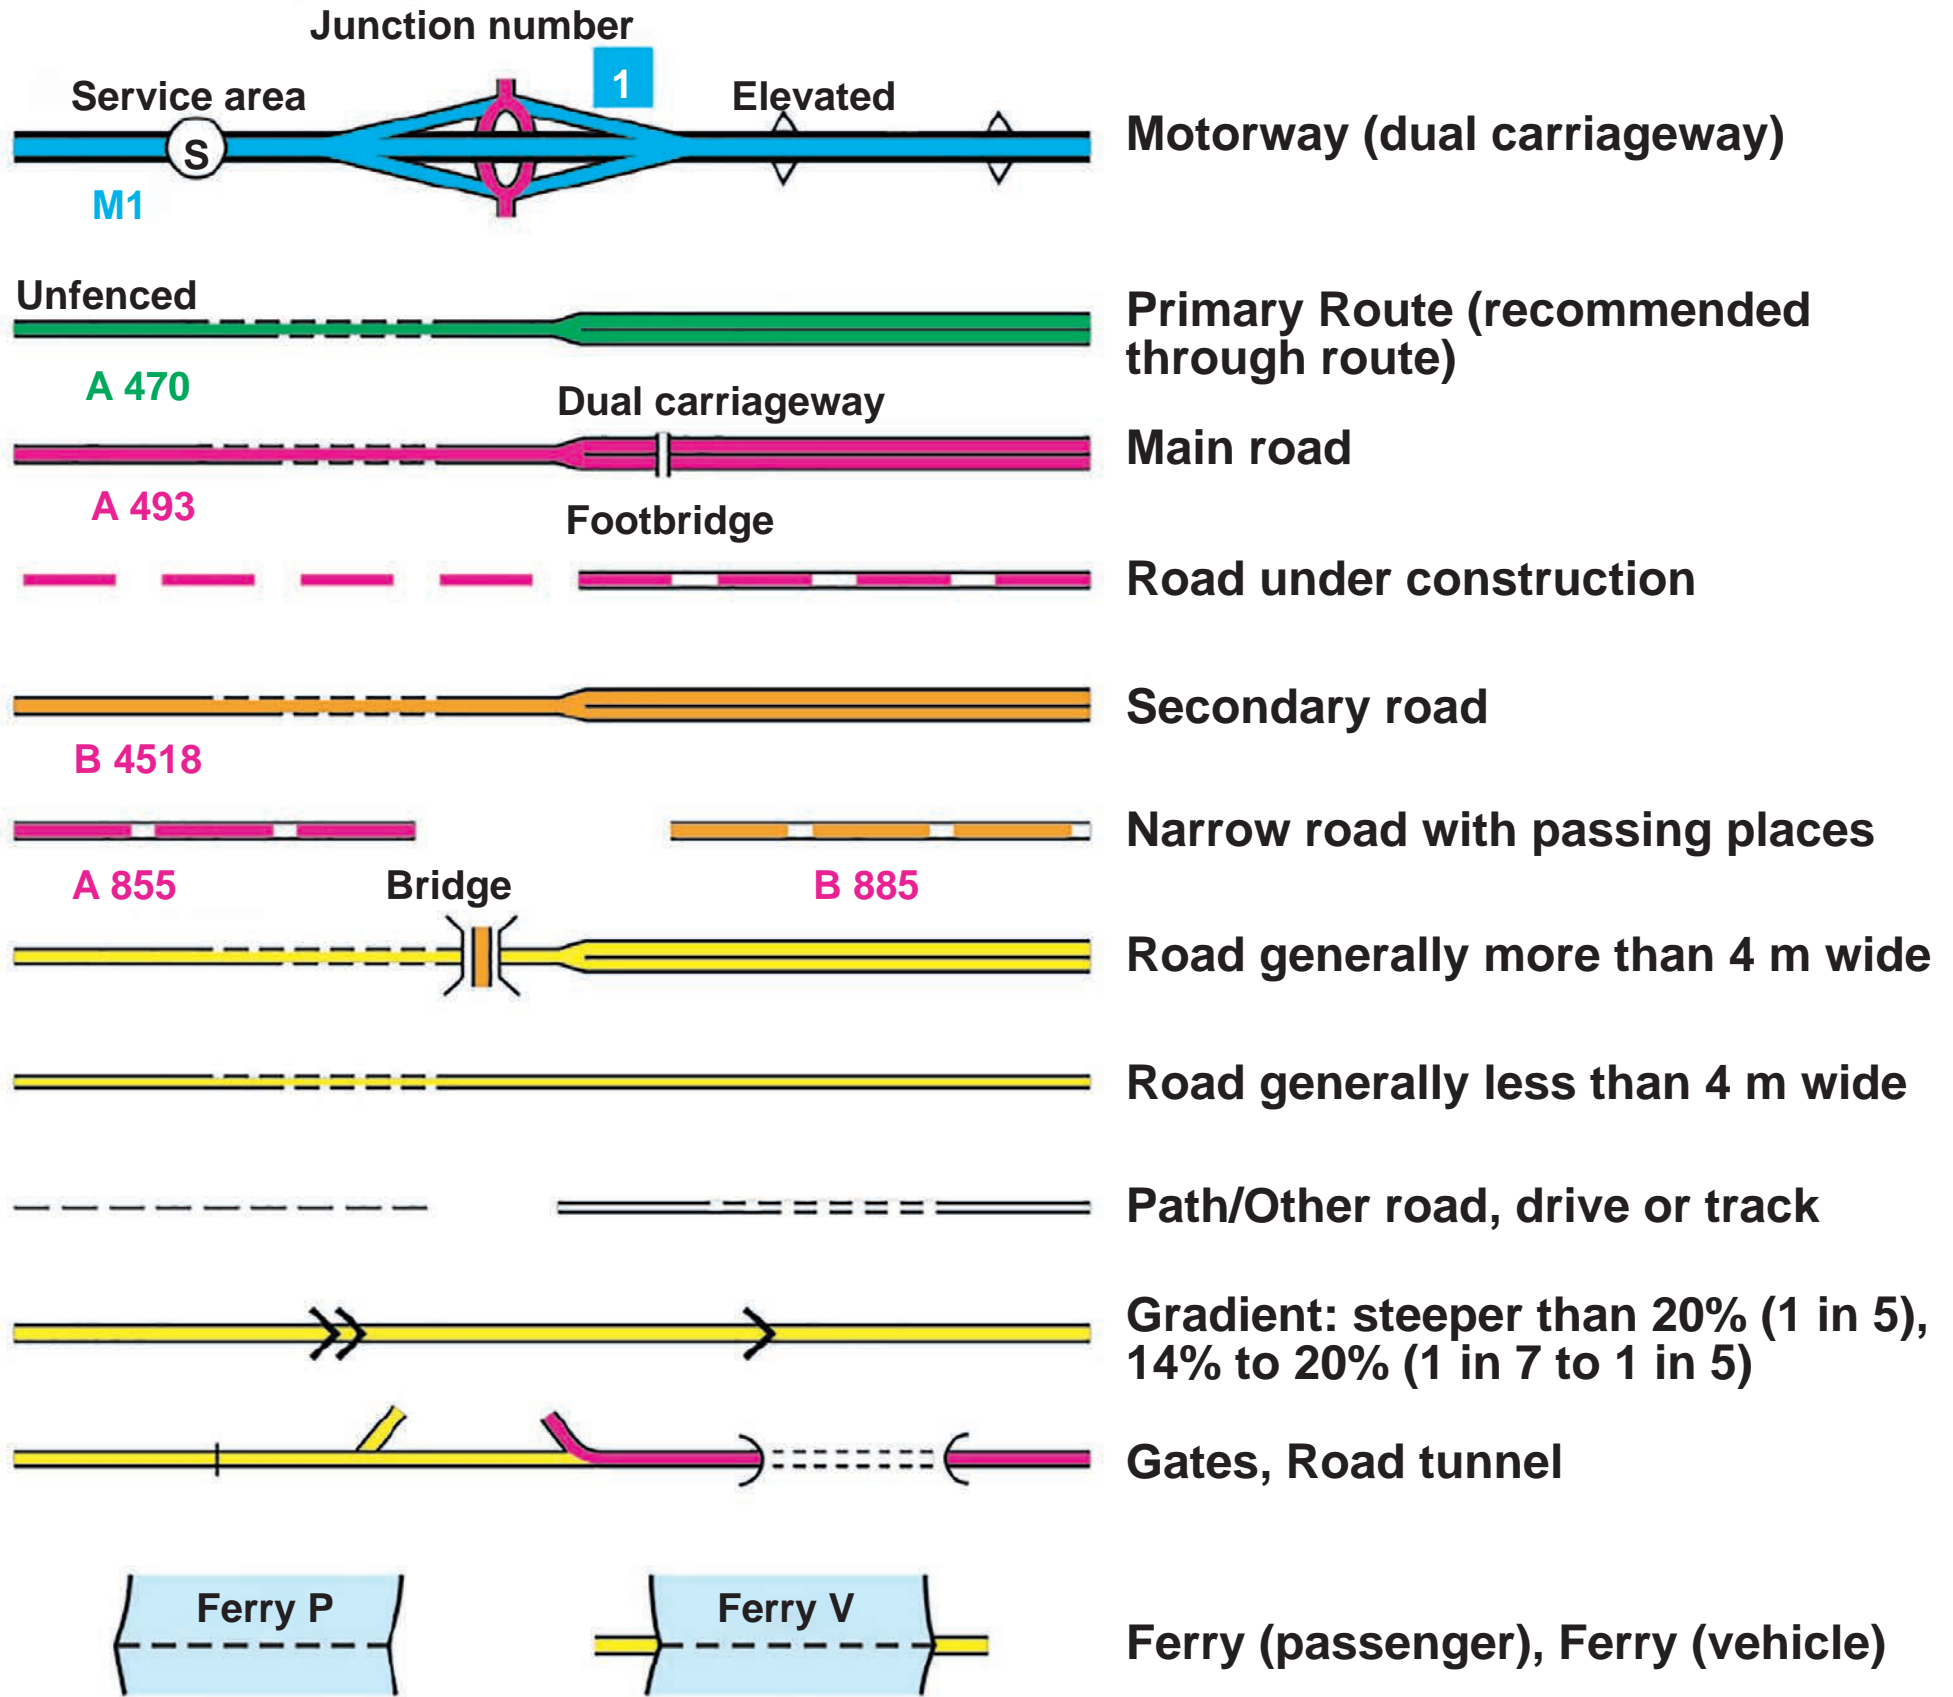 Junction number
1
Service area
Elevated
S
Motorway (dual carriageway)
M1
Unfenced
Primary Route (recommended
through route)
A 470
Dual carriageway
Main road
A 493
Footbridge
Road under construction
Secondary road
B 4518
Narrow road with passing places
A 855
Bridge
B 885
Road generally more than 4 m wide
Road generally less than 4 m wide
Path/Other road, drive or track
Gradient: steeper than 20% (1 in 5),
14% to 20% (1 in 7 to 1 in 5)
Gates, Road tunnel
Ferry P
Ferry V
Ferry (passenger), Ferry (vehicle)